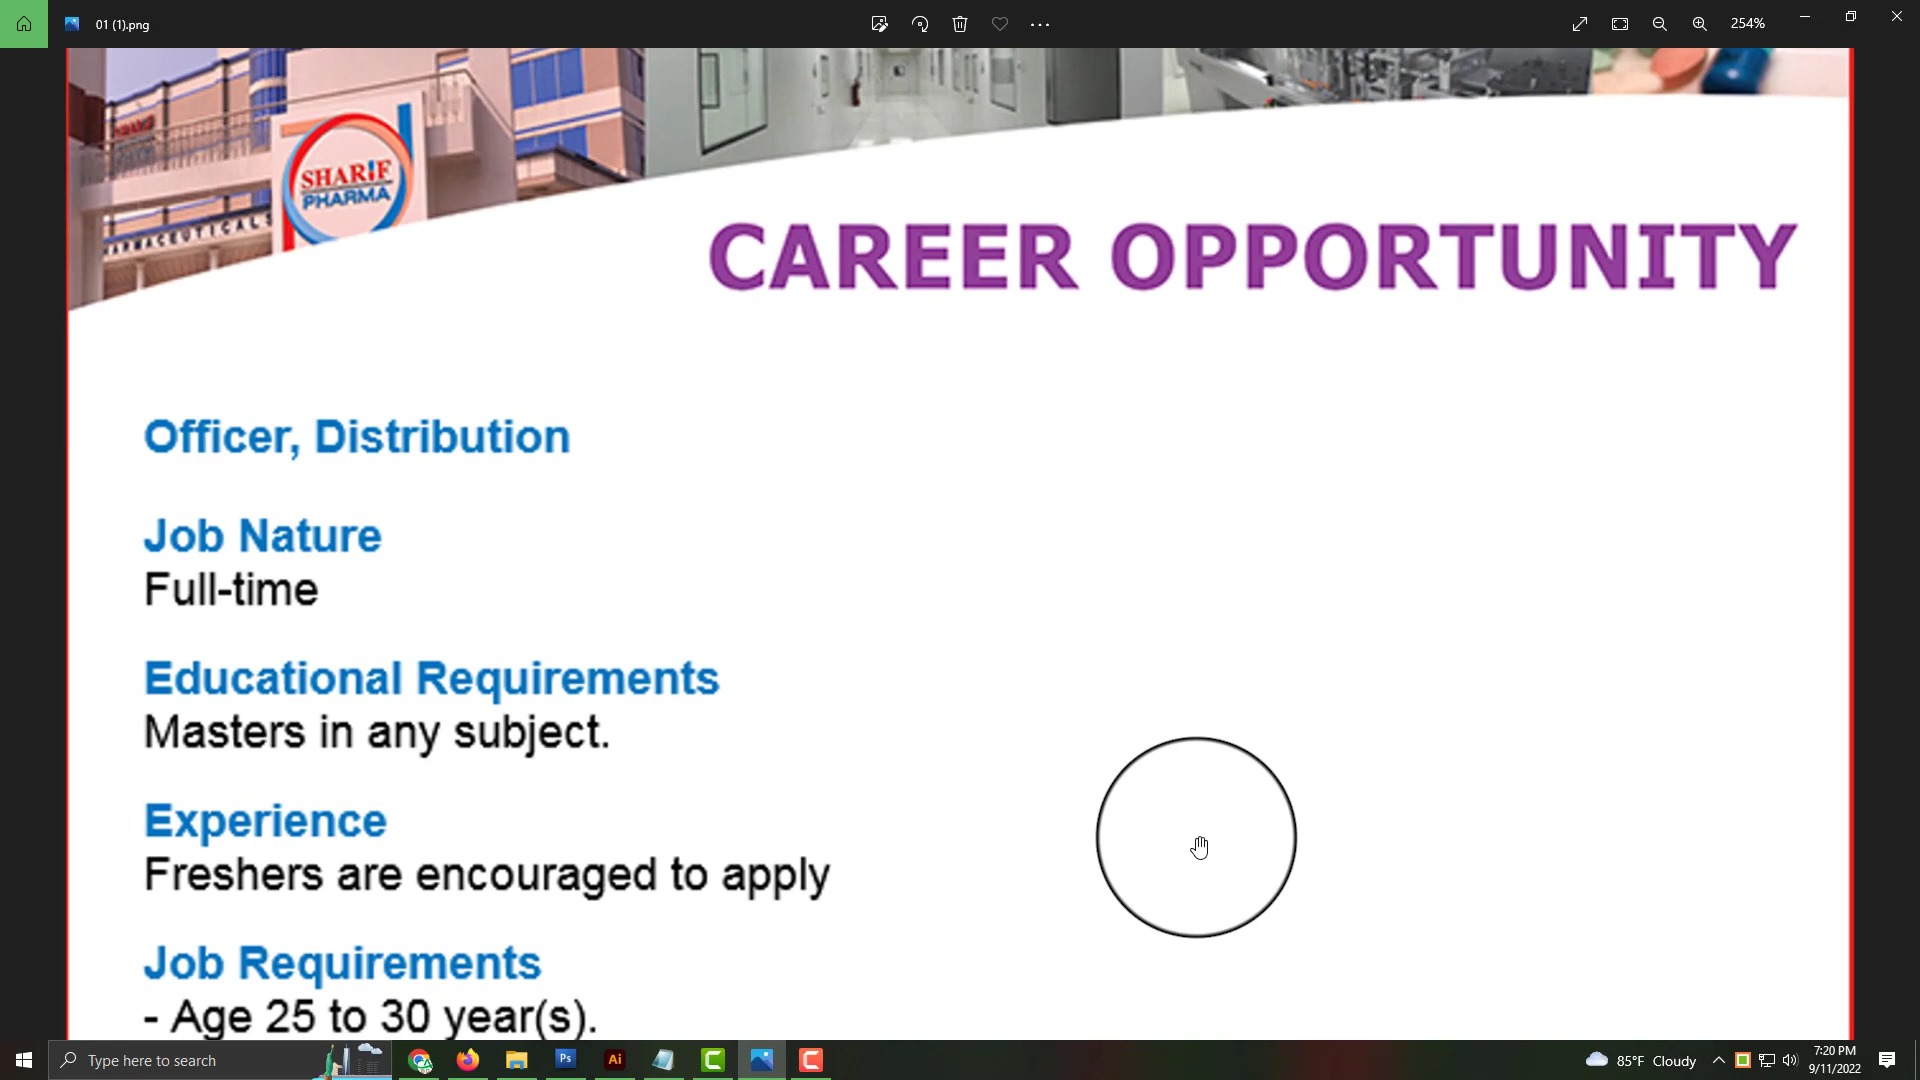 01 (1).png
254%
SHARIF
PHARMA
CAREER OPPORTUNITY
Officer, Distribution
Job Nature
Full-time
Educational Requirements
Masters in any subject.
Experience
Freshers are encouraged to apply
Job Requirements
- Age 25 to 30 year(s).
Type here to search
Ps
Ai
85°F Cloudy
7:20 PM
9/11/2022